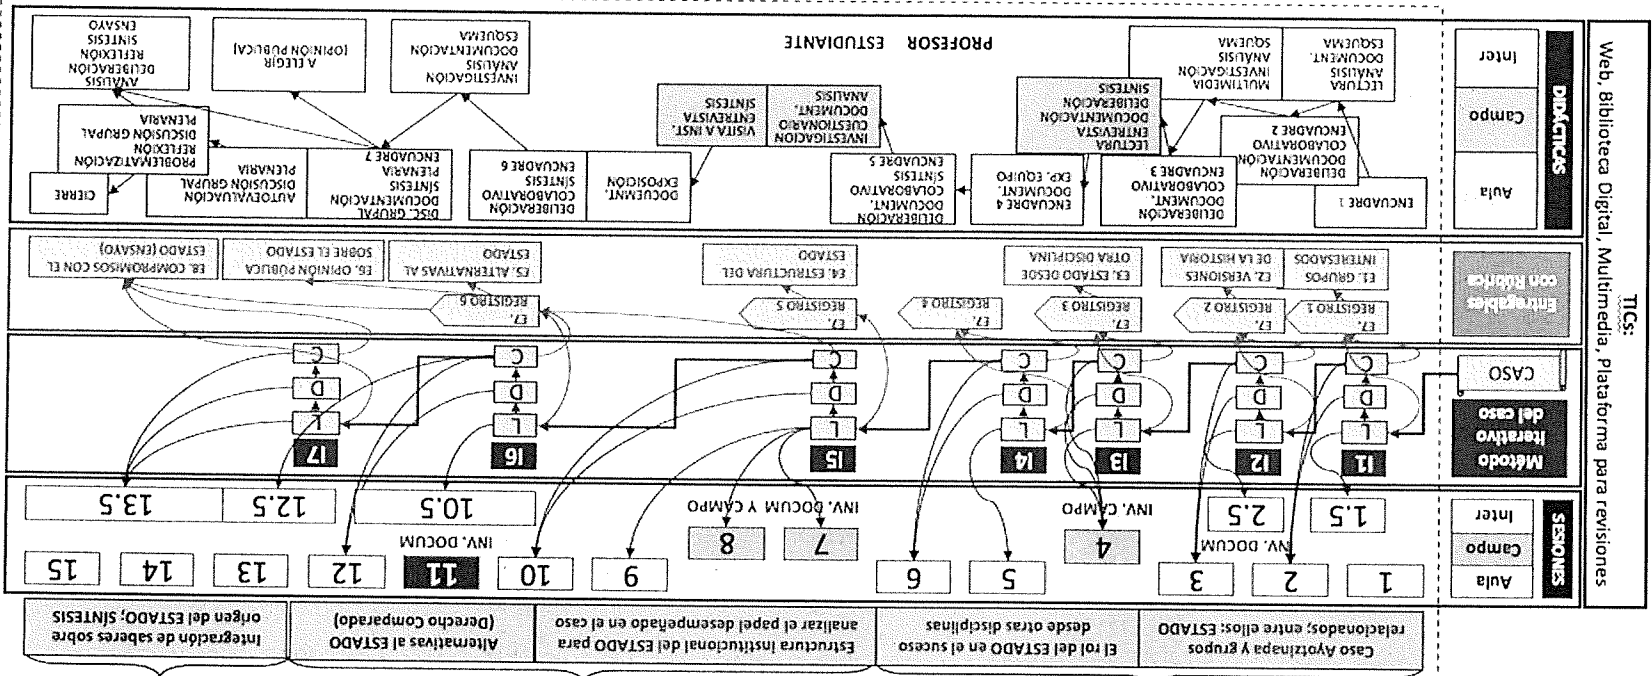 Caso Ayotzinapa y grupos
relacionados; entre ellos: ESTADO
El rol del ESTADO en el suceso
desde otras disciplinas
Estructura Institucional del ESTADO para
analizar el papel desempeñado en el caso
Alternativas al ESTADO
(Derecho Comparado)
Integración de saberes sobre
origen del ESTADO; SÍNTESIS
SESIONES
Aula
Campo
Inter
1
2
3
4
5
6
7
8
9
10
11
12
13
14
15
INV. DOCUM
INV. CAMPO
INV. DOCUM Y CAMPO
INV. DOCUM
1.5
2.5
10.5
12.5
13.5
Método
Iterativo
del caso
CASO
I1
L
D
C
I2
L
D
C
I3
L
D
C
I4
L
D
C
I5
L
D
C
I6
L
D
C
I7
L
D
C
Entregables
con Rúbrica
E7.
REGISTRO 1
E7.
REGISTRO 2
E7.
REGISTRO 3
E7.
REGISTRO 4
E7.
REGISTRO 5
E7.
REGISTRO 6
E1. GRUPOS
INTERESADOS
E2. VERSIONES
DE LA HISTORIA
E3. ESTADO DESDE
OTRA DISCIPLINA
E4. ESTRUCTURA DEL
ESTADO
E5. ALTERNATIVAS AL
ESTADO
E6. OPINIÓN PÚBLICA
SOBRE EL ESTADO
E8. COMPROMISOS CON EL
ESTADO (ENSAYO)
DIDÁCTICAS
Aula
Campo
Inter
ENCUADRE 1
LECTURA
ANÁLISIS
DOCUMENT.
ESQUEMA
DELIBERACIÓN
DOCUMENTACIÓN
COLABORATIVO
ENCUADRE 2
MULTIMEDIA
INVESTIGACIÓN
ANÁLISIS
SQUEMA
DELIBERACIÓN
DOCUMENT.
COLABORATIVO
ENCUADRE 3
LECTURA
ENTREVISTA
DOCUMENTACIÓN
DELIBERACIÓN
SINTESIS
ENCUADRE 4
DOCUMENT.
EXP. EQUIPO
DELIBERACIÓN
DOCUMENT.
COLABORATIVO
SÍNTESIS
ENCUADRE 5
INVESTIGACION
CUESTIONARIO
DOCUMENT.
ANALISIS
VISITA A INST.
ENTREVISTA
SÍNTESIS
DOCUEMNT.
EXPOSICIÓN
DELIBERACIÓN
COLABORATIVO
SÍNTESIS
ENCUADRE 6
INVESTIGACIÓN
ANÁLISIS
DOCUMENTACIÓN
ESQUEMA
DISC. GRUPAL
DOCUMENTACIÓN
SÍNTESIS
PLENARIA
ENCUADRE 7
A ELEGIR
(OPINIÓN PÚBLICA)
AUTOEVALUACIÓN
DISCUSIÓN GRUPAL
PLENARIA
PROBLEMATIZACIÓN
REFLEXIÓN
DISCUSIÓN GRUPAL
PLENARIA
CIERRE
ANÁLISIS
DELIBERACIÓN
REFLEXIÓN
SINTESIS
ENSAYO
PROFESOR ESTUDIANTE
TICs:
Web, Biblioteca Digital, Multimedia, Plataforma para revisiones